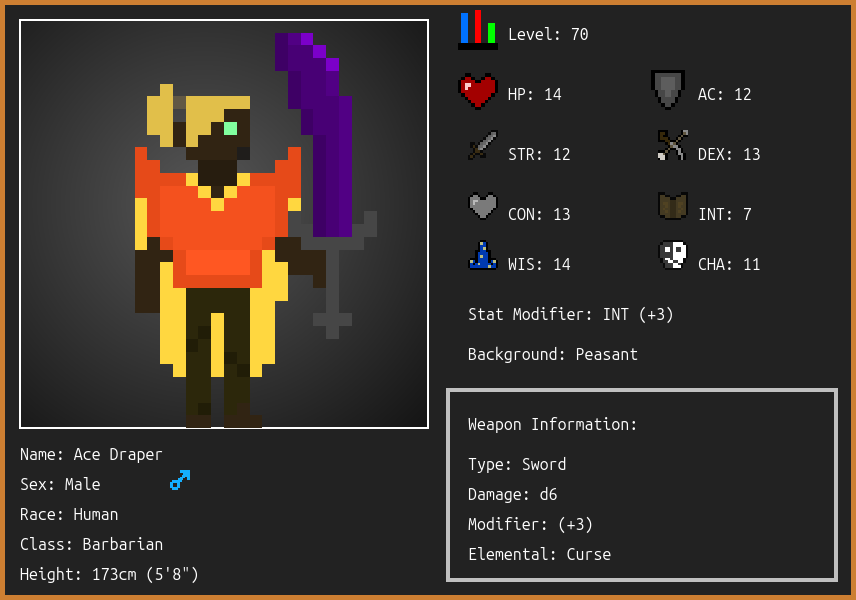 Level: 70
HP: 14
AC: 12
STR: 12
DEX: 13
CON: 13
INT: 7
WIS: 14
CHA: 11
Stat Modifier: INT (+3)
Background: Peasant
Weapon Information:
Type: Sword
Damage: d6
Modifier: (+3)
Elemental: Curse
Name: Ace Draper
Sex: Male
Race: Human
Class: Barbarian
Height: 173cm (5'8")